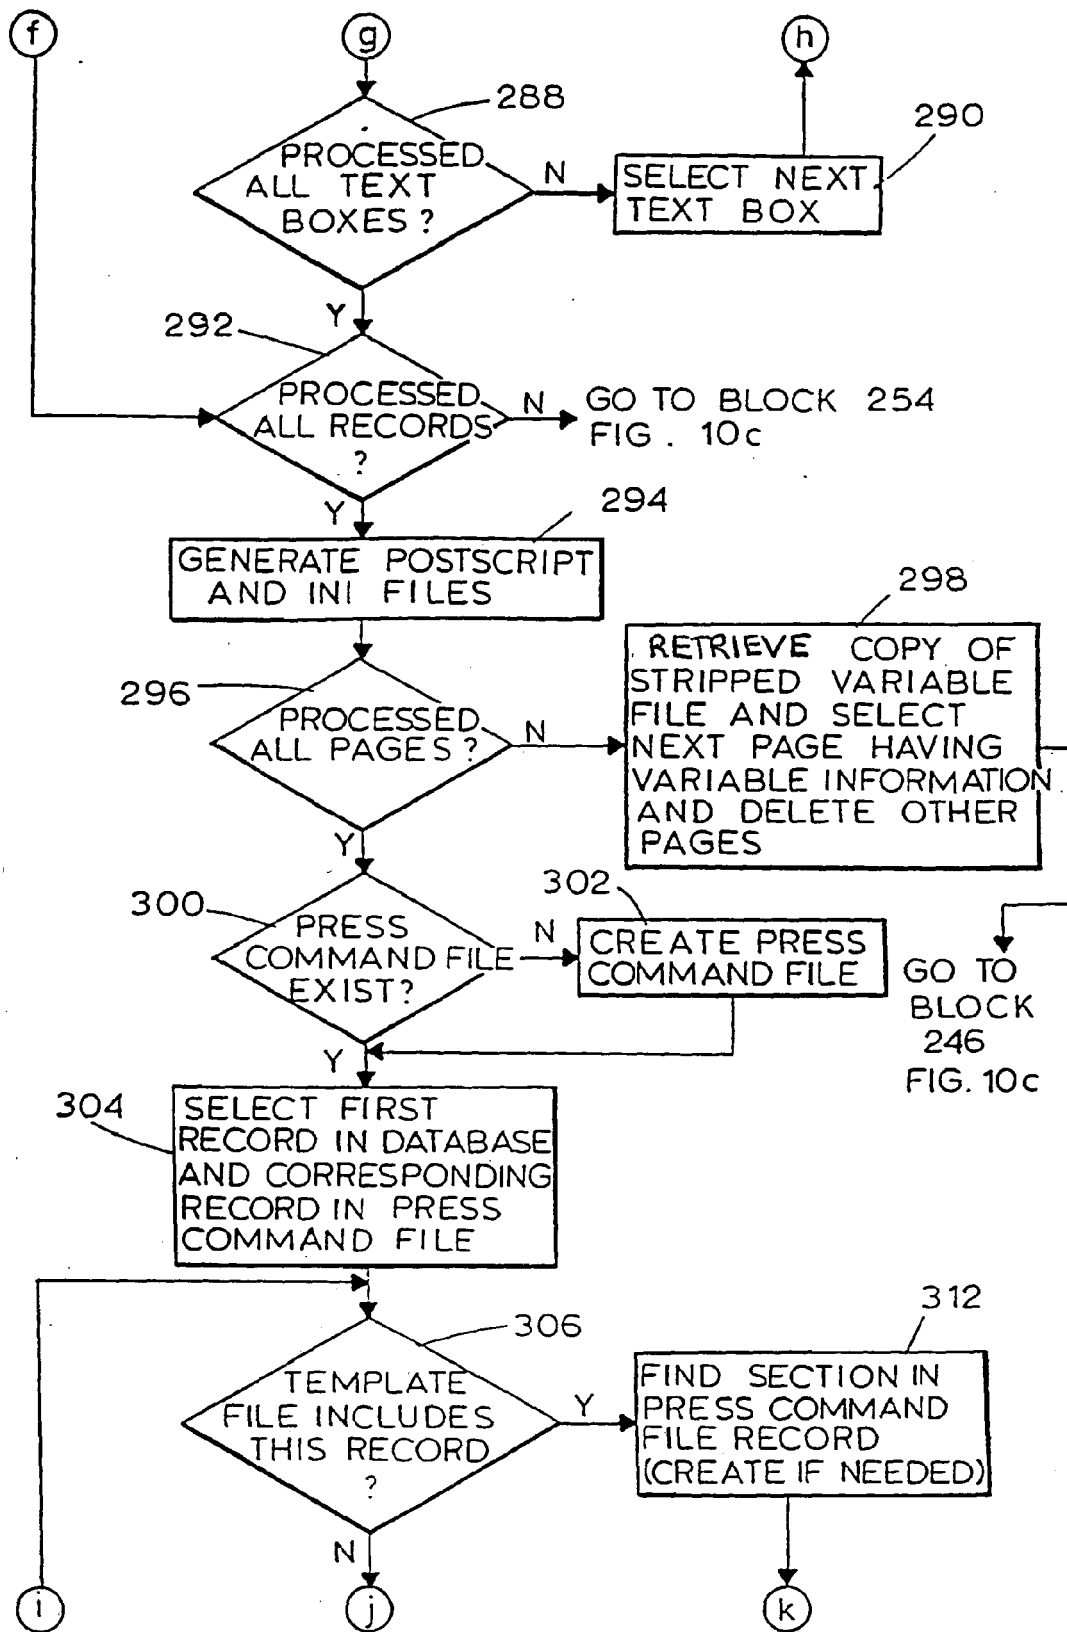 f
g
h
288
PROCESSED
ALL TEXT
BOXES ?
N
290
SELECT NEXT
TEXT BOX
Y
292
PROCESSED
ALL RECORDS
?
N
GO TO BLOCK 254
FIG. 10c
Y
294
GENERATE POSTSCRIPT
AND INI FILES
296
PROCESSED
ALL PAGES ?
N
298
RETRIEVE COPY OF
STRIPPED VARIABLE
FILE AND SELECT
NEXT PAGE HAVING
VARIABLE INFORMATION
AND DELETE OTHER
PAGES
GO TO
BLOCK
246
FIG. 10c
Y
300
PRESS
COMMAND FILE
EXIST?
N
302
CREATE PRESS
COMMAND FILE
Y
304
SELECT FIRST
RECORD IN DATABASE
AND CORRESPONDING
RECORD IN PRESS
COMMAND FILE
306
TEMPLATE
FILE INCLUDES
THIS RECORD
?
Y
312
FIND SECTION IN
PRESS COMMAND
FILE RECORD
(CREATE IF NEEDED)
N
i
j
k